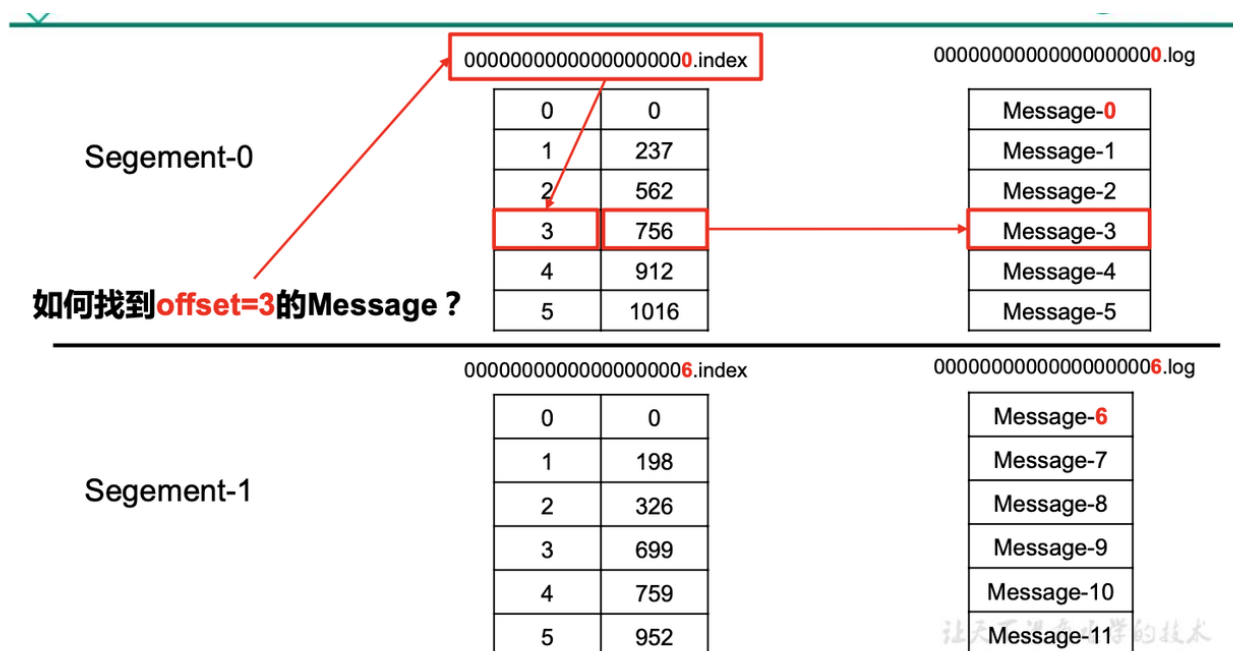 00000000000000000000.index
00000000000000000000.log
Segement-0
0 0
1 237
2 562
3 756
4 912
5 1016
Message-0
Message-1
Message-2
Message-3
Message-4
Message-5
如何找到offset=3的Message？
00000000000000000006.index
00000000000000000006.log
Segement-1
0 0
1 198
2 326
3 699
4 759
5 952
Message-6
Message-7
Message-8
Message-9
Message-10
Message-11
学的技术